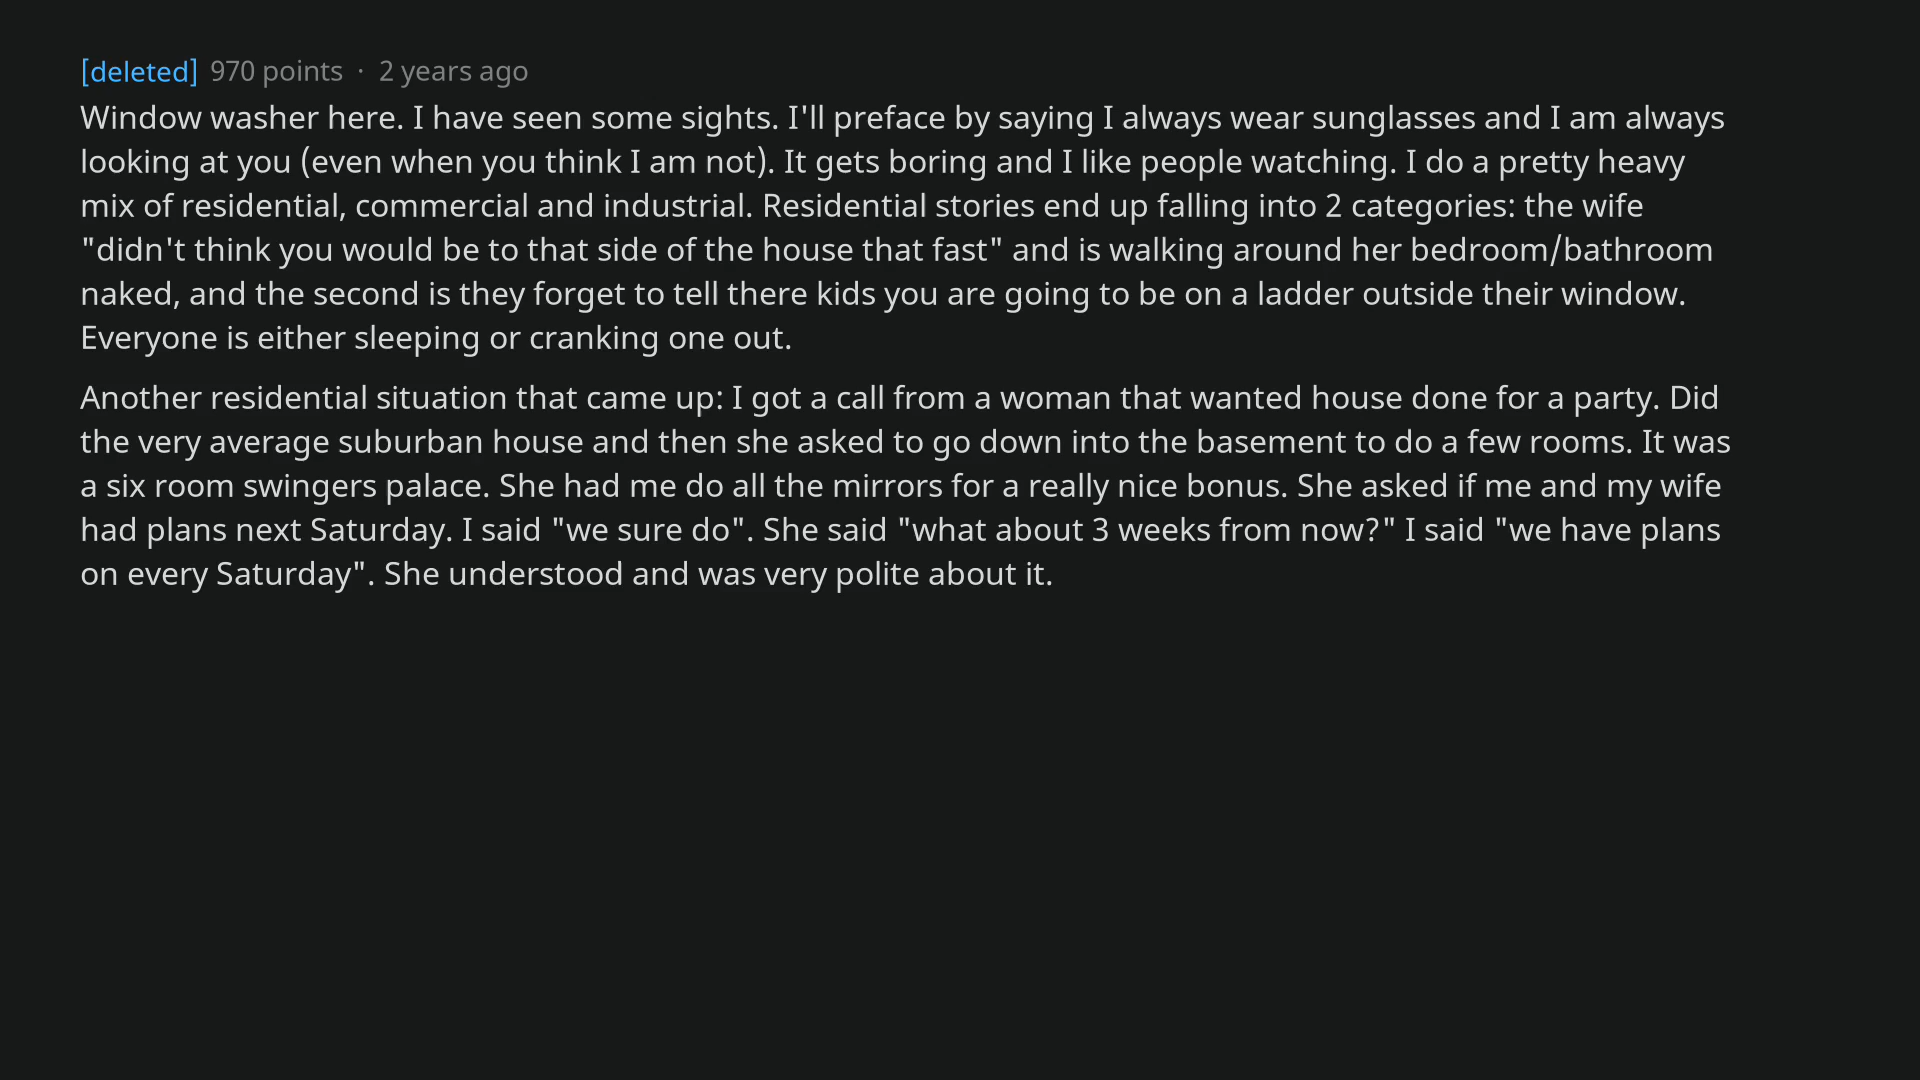 [deleted] 970 points · 2 years ago
Window washer here. I have seen some sights. I'll preface by saying I always wear sunglasses and I am always
looking at you (even when you think I am not). It gets boring and I like people watching. I do a pretty heavy
mix of residential, commercial and industrial. Residential stories end up falling into 2 categories: the wife
"didn't think you would be to that side of the house that fast" and is walking around her bedroom/bathroom
naked, and the second is they forget to tell there kids you are going to be on a ladder outside their window.
Everyone is either sleeping or cranking one out.
Another residential situation that came up: I got a call from a woman that wanted house done for a party. Did
the very average suburban house and then she asked to go down into the basement to do a few rooms. It was
a six room swingers palace. She had me do all the mirrors for a really nice bonus. She asked if me and my wife
had plans next Saturday. I said "we sure do". She said "what about 3 weeks from now?" I said "we have plans
on every Saturday". She understood and was very polite about it.